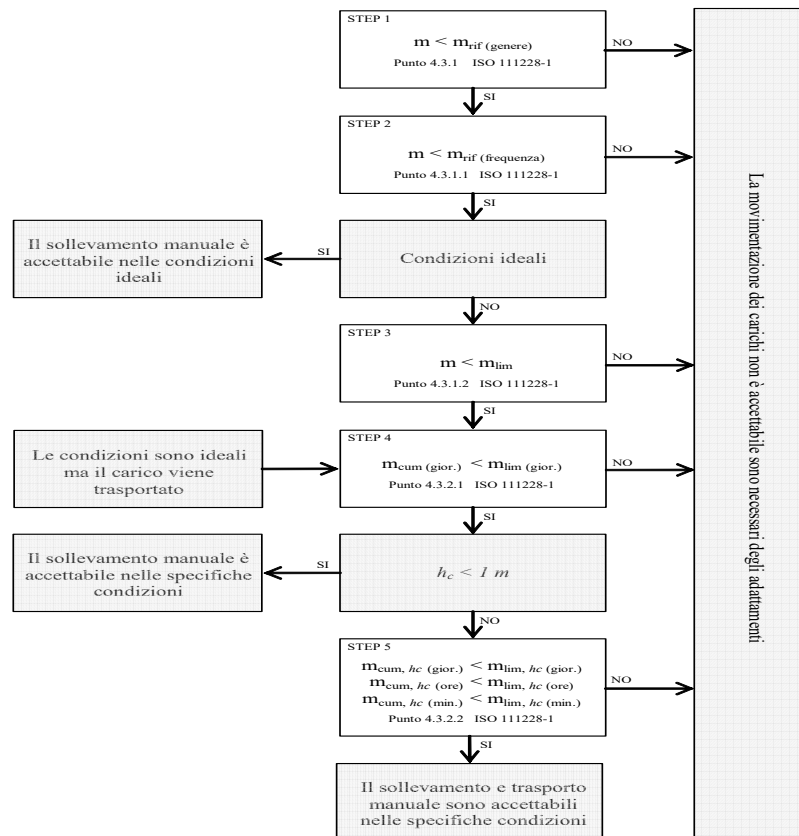 STEP 1
m < m rif (genere)
Punto 4.3.1 ISO 111228-1
NO
SI
STEP 2
m < m rif (frequenza)
Punto 4.3.1.1 ISO 111228-1
NO
SI
Il sollevamento manuale è
accettabile nelle condizioni
ideali
SI
Condizioni ideali
NO
STEP 3
m < m lim
Punto 4.3.1.2 ISO 111228-1
NO
SI
Le condizioni sono ideali
ma il carico viene
trasportato
STEP 4
m cum (gior.) < m lim (gior.)
Punto 4.3.2.1 ISO 111228-1
NO
SI
Il sollevamento manuale è
accettabile nelle specifiche
condizioni
SI
h c < 1 m
NO
STEP 5
m cum, hc (gior.) < m lim, hc (gior.)
m cum, hc (ore) < m lim, hc (ore)
m cum, hc (min.) < m lim, hc (min.)
Punto 4.3.2.2 ISO 111228-1
NO
SI
Il sollevamento e trasporto
manuale sono accettabili
nelle specifiche condizioni
La movimentazione dei carichi non è accettabile sono necessari degli adattamenti